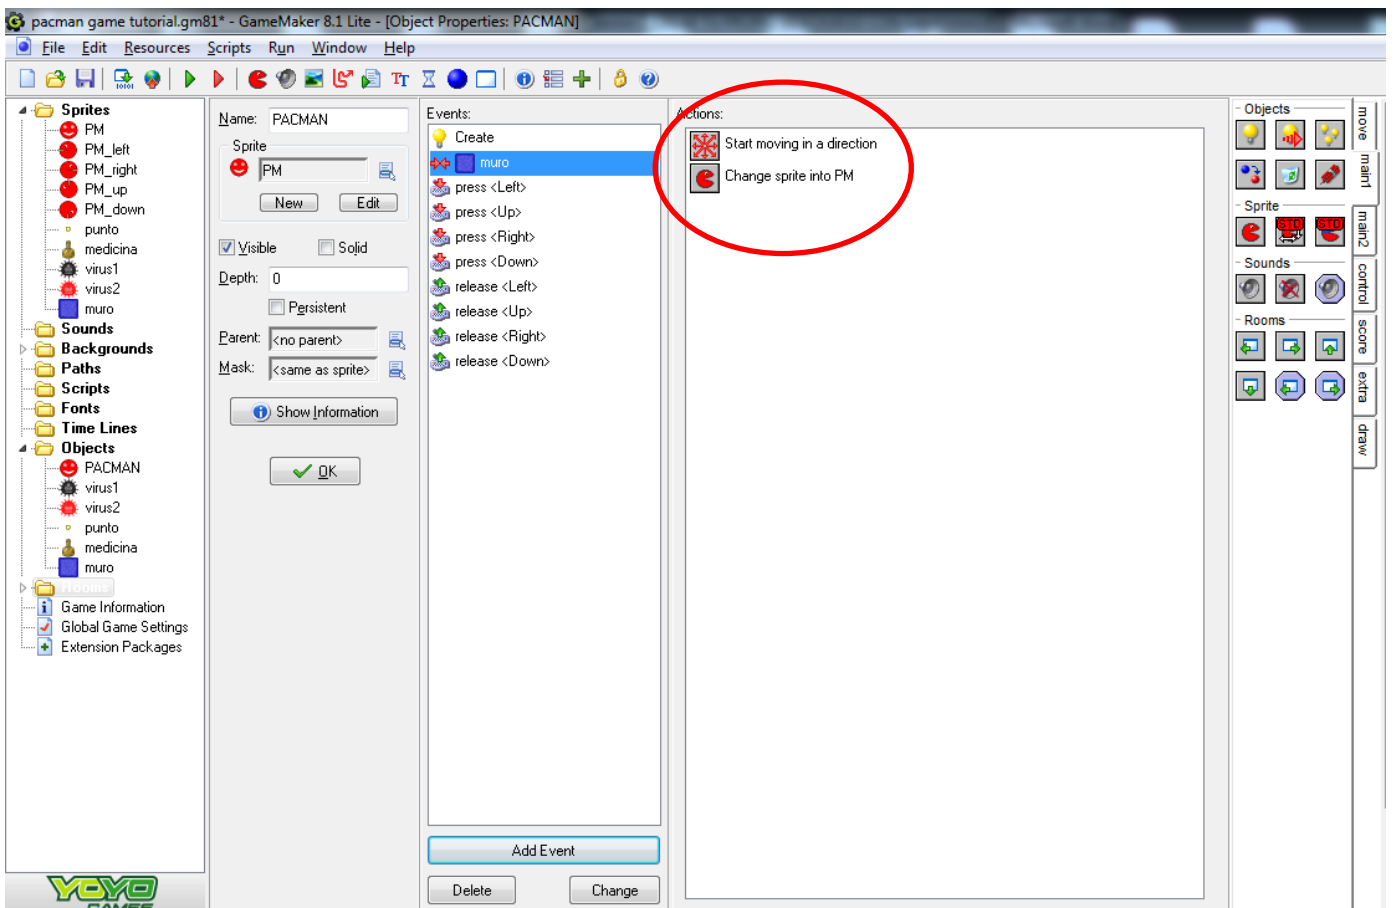 pacman game tutorial.gm81* - GameMaker 8.1 Lite - [Object Properties: PACMAN]
File Edit Resources Scripts Run Window Help
Sprites
PM
PM_left
PM_right
PM_up
PM_down
punto
medicina
virus1
virus2
muro
Sounds
Backgrounds
Paths
Scripts
Fonts
Time Lines
Objects
PACMAN
virus1
virus2
punto
medicina
muro
Rooms
Game Information
Global Game Settings
Extension Packages
YOYO
GAMES
Name: PACMAN
Sprite
PM
New Edit
Visible Solid
Depth: 0
Persistent
Parent: <no parent>
Mask: <same as sprite>
Show Information
OK
Events:
Create
muro
press <Left>
press <Up>
press <Right>
press <Down>
release <Left>
release <Up>
release <Right>
release <Down>
Add Event
Delete Change
Actions:
Start moving in a direction
Change sprite into PM
Objects
Sprite
STD STD
Sounds
Rooms
move
main1
main2
control
score
extra
draw